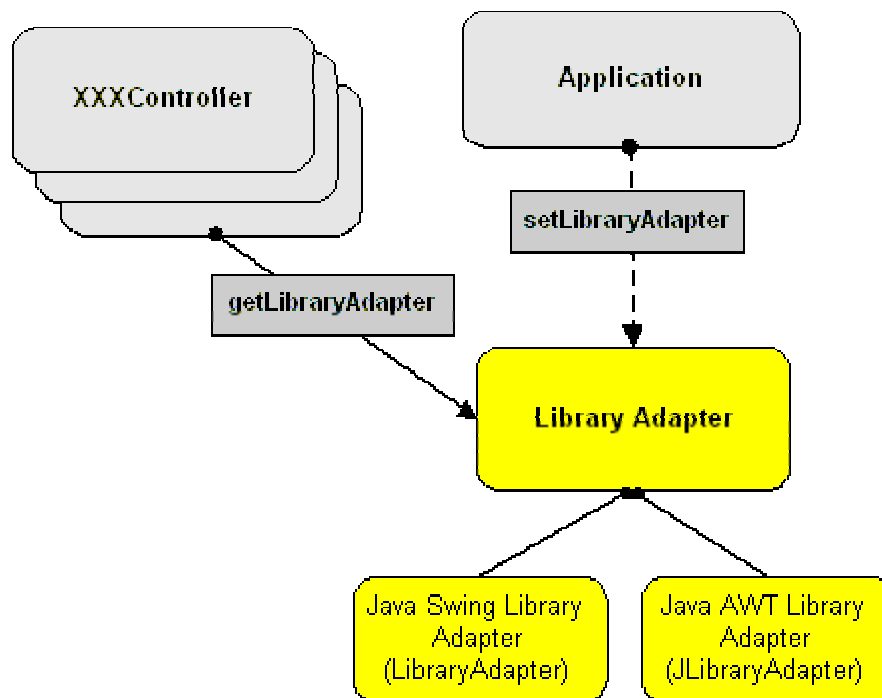 XXXController
Application
setLibraryAdapter
getLibraryAdapter
Library Adapter
Java Swing Library
Adapter
(LibraryAdapter)
Java AWT Library
Adapter
(JLibraryAdapter)